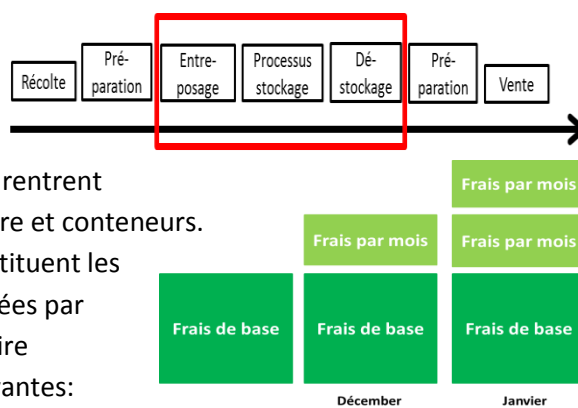 Récolte
Pré-
paration
Entre-
posage
Processus
stockage
Dé-
stockage
Pré-
paration
Vente
rentrent
re et conteneurs.
tituent les
ées par
ire
rantes:
Frais par mois
Frais par mois
Frais par mois
Frais de base
Frais de base
Frais de base
Décember
Janvier